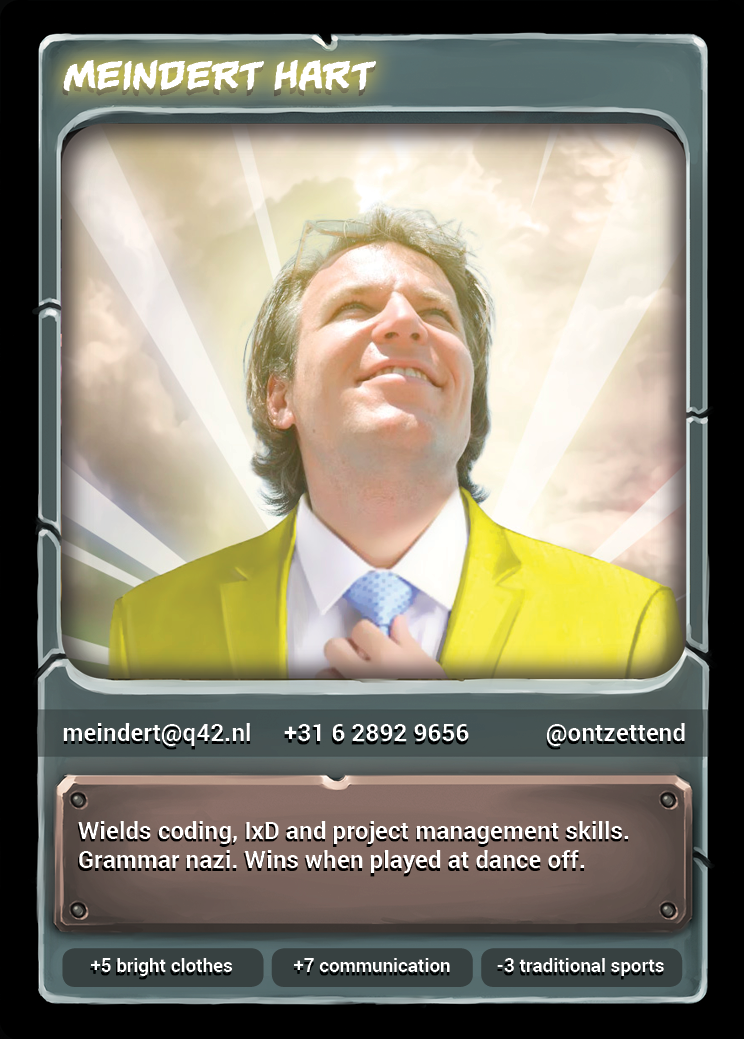 MEINDERT HART
meindert@q42.nl +31 6 2892 9656 @ontzettend
Wields coding, IxD and project management skills.
Grammar nazi. Wins when played at dance off.
+5 bright clothes +7 communication -3 traditional sports